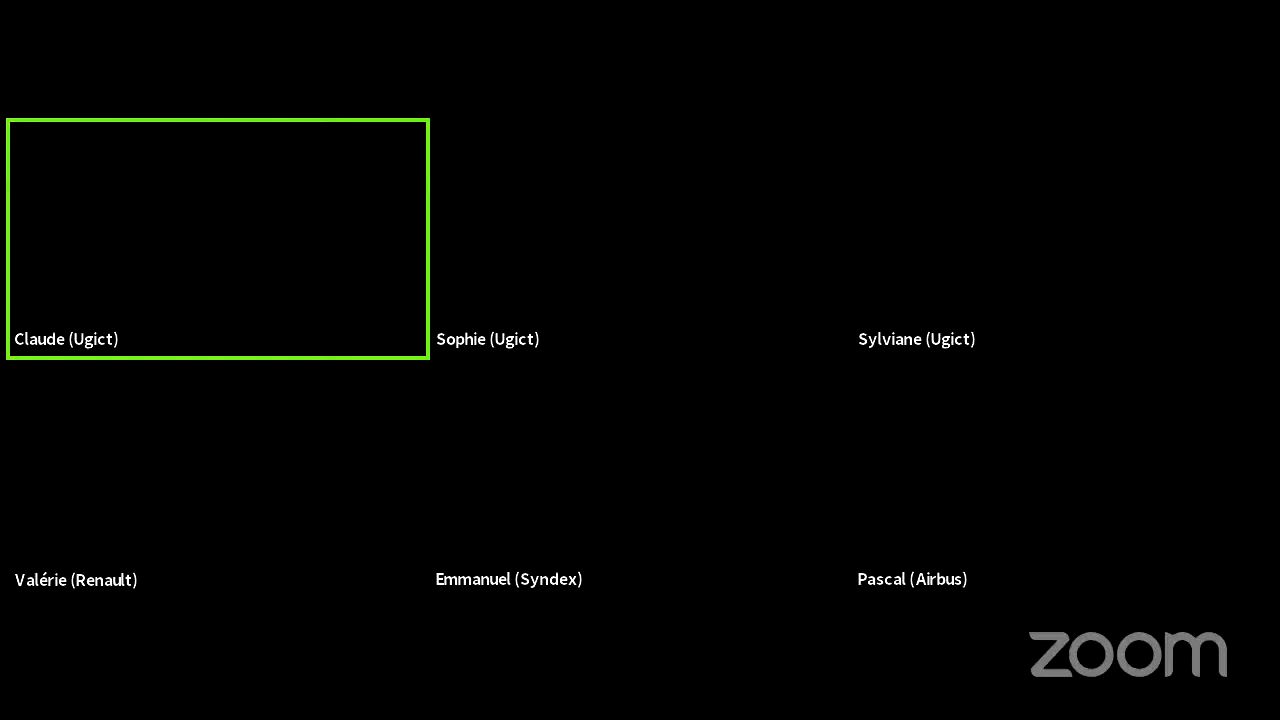 Claude (Ugict)
Sophie (Ugict)
Sylviane (Ugict)
Valérie (Renault)
Emmanuel (Syndex)
Pascal (Airbus)
zoom